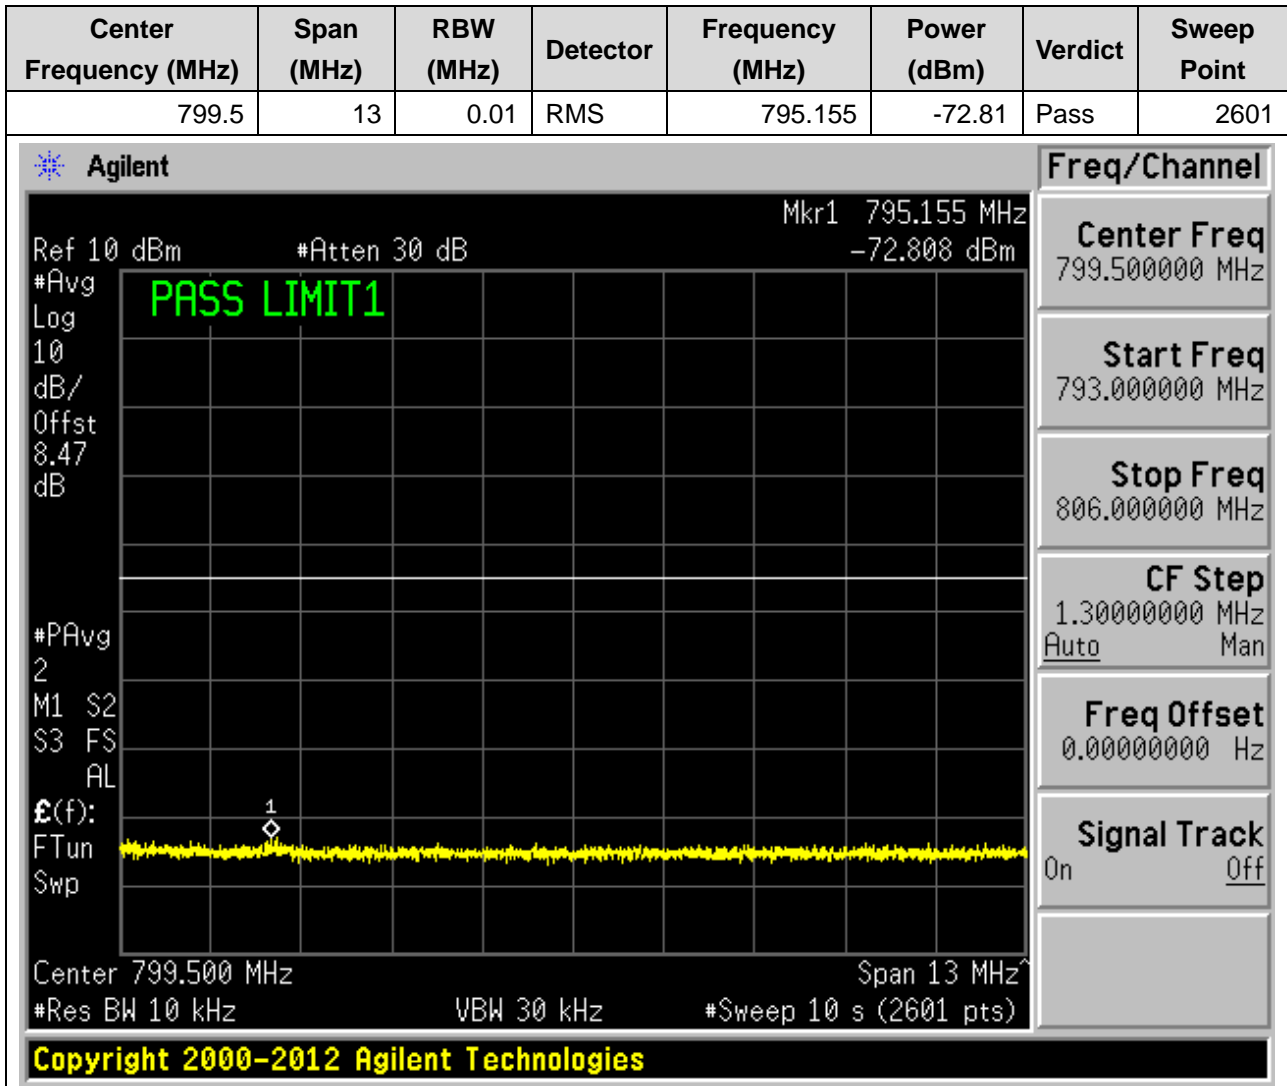 Center Frequency (MHz) Span (MHz) RBW (MHz) Detector Frequency (MHz) Power (dBm) Verdict Sweep Point
799.5 13 0.01 RMS 795.155 -72.81 Pass 2601
Agilent
Freq/Channel
Mkr1 795.155 MHz
Ref 10 dBm #Atten 30 dB -72.808 dBm
#Avg
Log
10
dB/
Offst
8.47
dB
PASS LIMIT1
#PAvg
2
M1 S2
S3 FS
AL
£(f):
FTun
Swp
1
Center 799.500 MHz Span 13 MHz^
#Res BW 10 kHz VBW 30 kHz #Sweep 10 s (2601 pts)
Center Freq
799.500000 MHz
Start Freq
793.000000 MHz
Stop Freq
806.000000 MHz
CF Step
1.30000000 MHz
Auto Man
Freq Offset
0.00000000 Hz
Signal Track
On Off
Copyright 2000-2012 Agilent Technologies